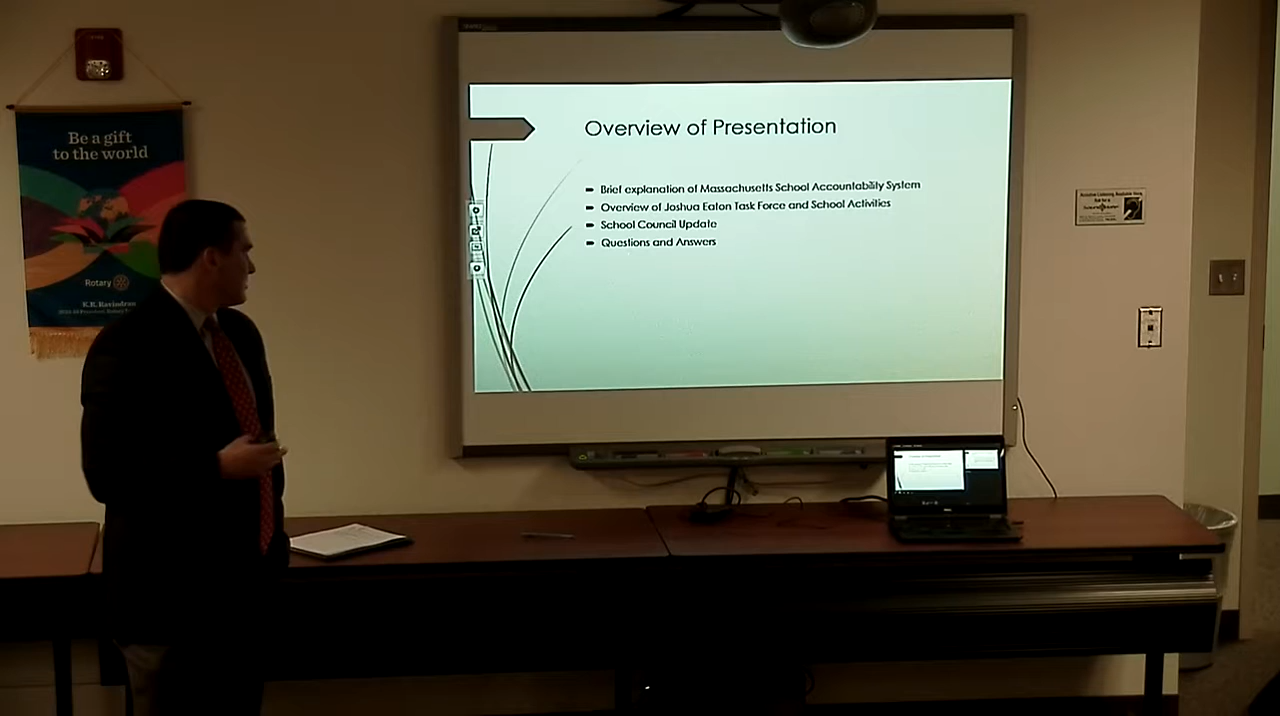 Be a gift
to the world
Rotary
K.R. Ravindran
Overview of Presentation
Brief explanation of Massachusetts School Accountability System
Overview of Joshua Eaton Task Force and School Activities
School Council Update
Questions and Answers